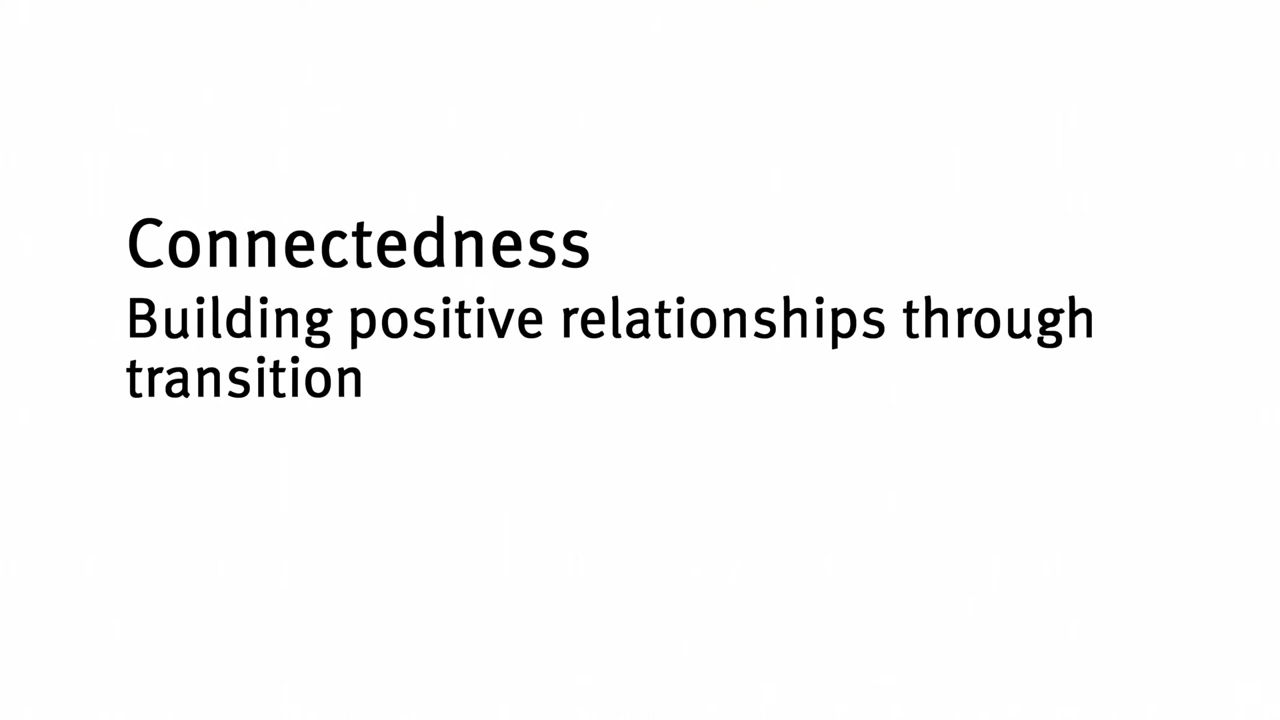 Connectedness
Building positive relationships through
transition